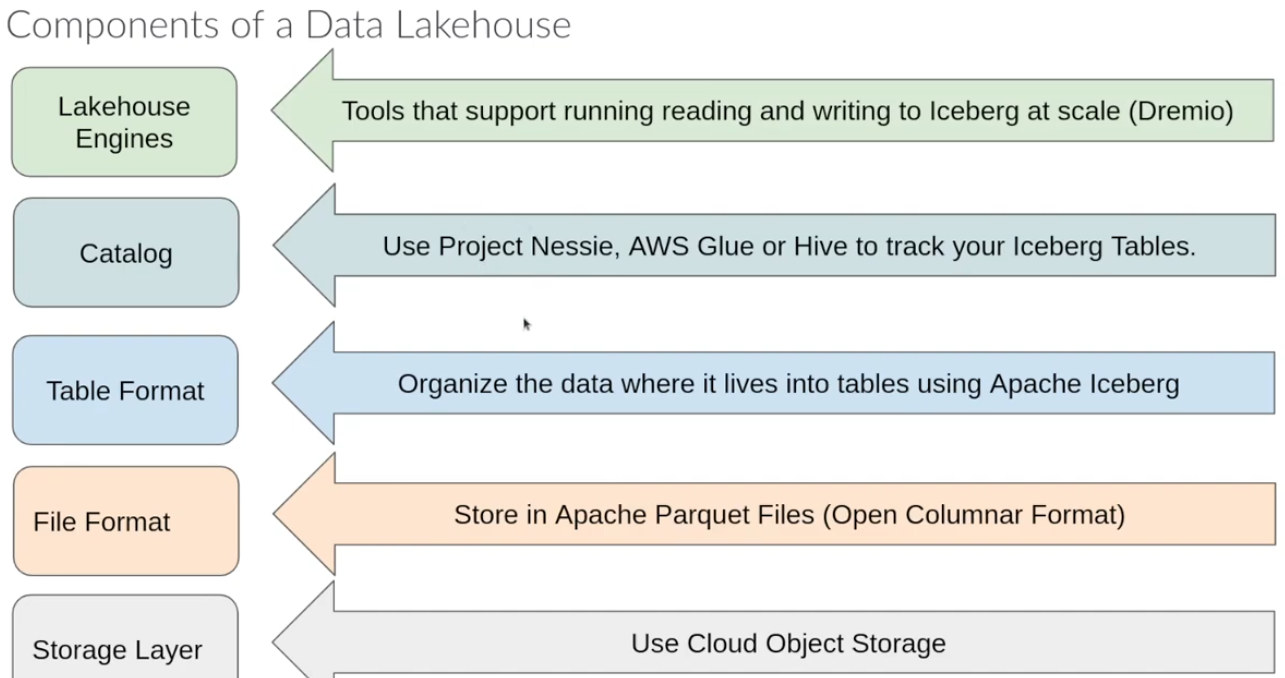 Components of a Data Lakehouse
Lakehouse
Engines
Tools that support running reading and writing to Iceberg at scale (Dremio)
Catalog
Use Project Nessie, AWS Glue or Hive to track your Iceberg Tables.
Table Format
Organize the data where it lives into tables using Apache Iceberg
File Format
Store in Apache Parquet Files (Open Columnar Format)
Storage Layer
Use Cloud Object Storage